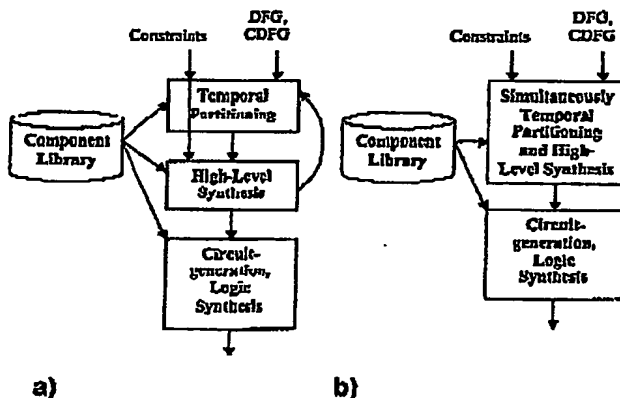 Constraints
DFG,
CDFG
Temporal
Partitioning
Component
Library
High-Level
Synthesis
Circuit-
generation,
Logic
Synthesis
a)
Constraints
DFG,
CDFG
Simultaneously
Temporal
Partitioning
and High-
Level Synthesis
Component
Library
Circuit-
generation,
Logic
Synthesis
b)